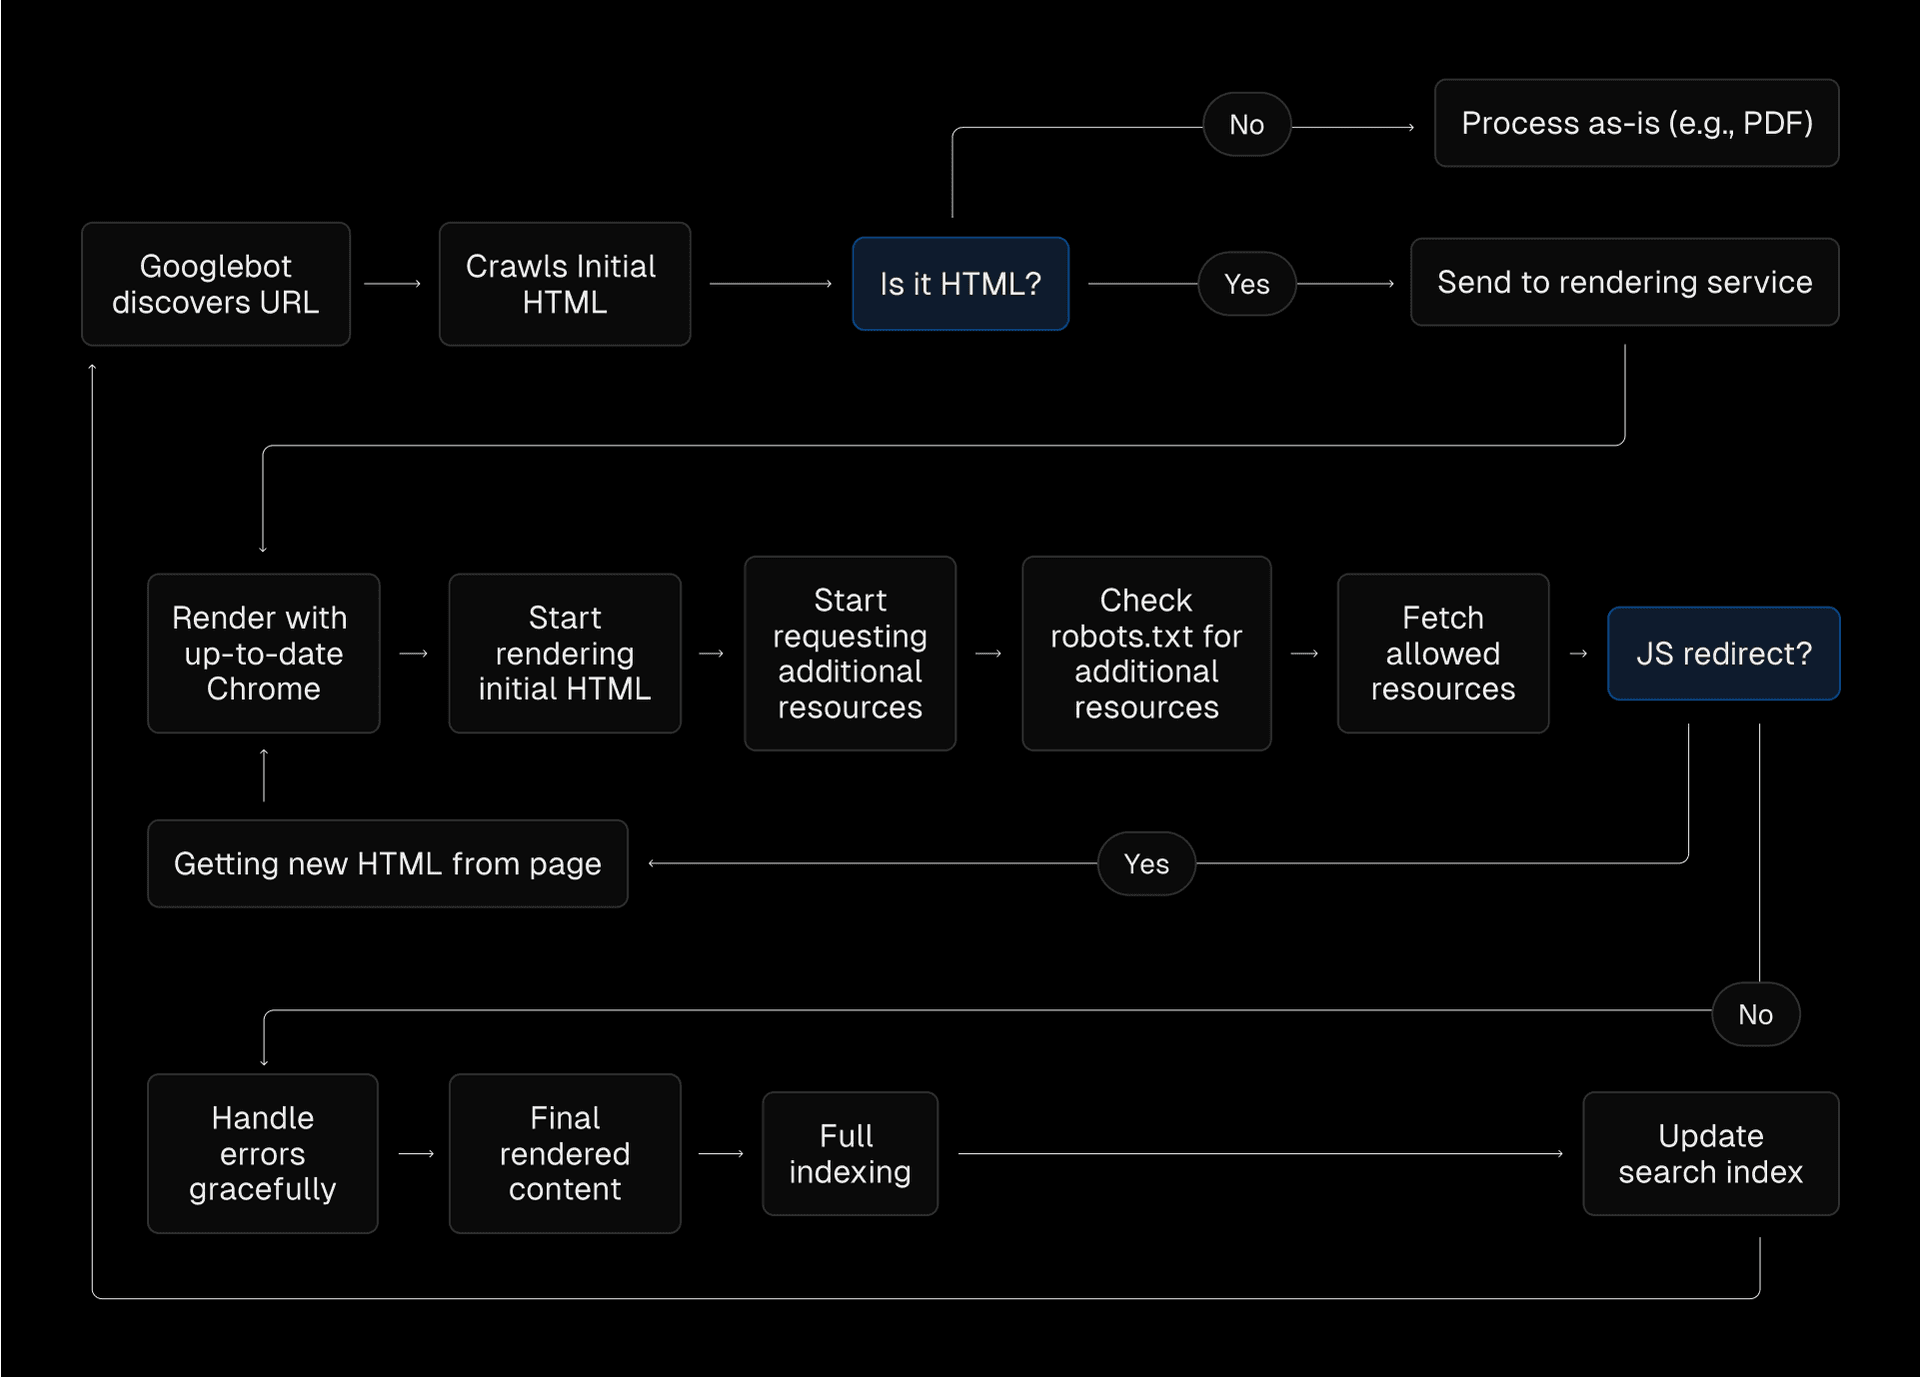 No
Process as-is (e.g., PDF)
Googlebot
discovers URL
Crawls Initial
HTML
Is it HTML?
Yes
Send to rendering service
Render with
up-to-date
Chrome
Start
rendering
initial HTML
Start
requesting
additional
resources
Check
robots.txt for
additional
resources
Fetch
allowed
resources
JS redirect?
Getting new HTML from page
Yes
No
Handle
errors
gracefully
Final
rendered
content
Full
indexing
Update
search index